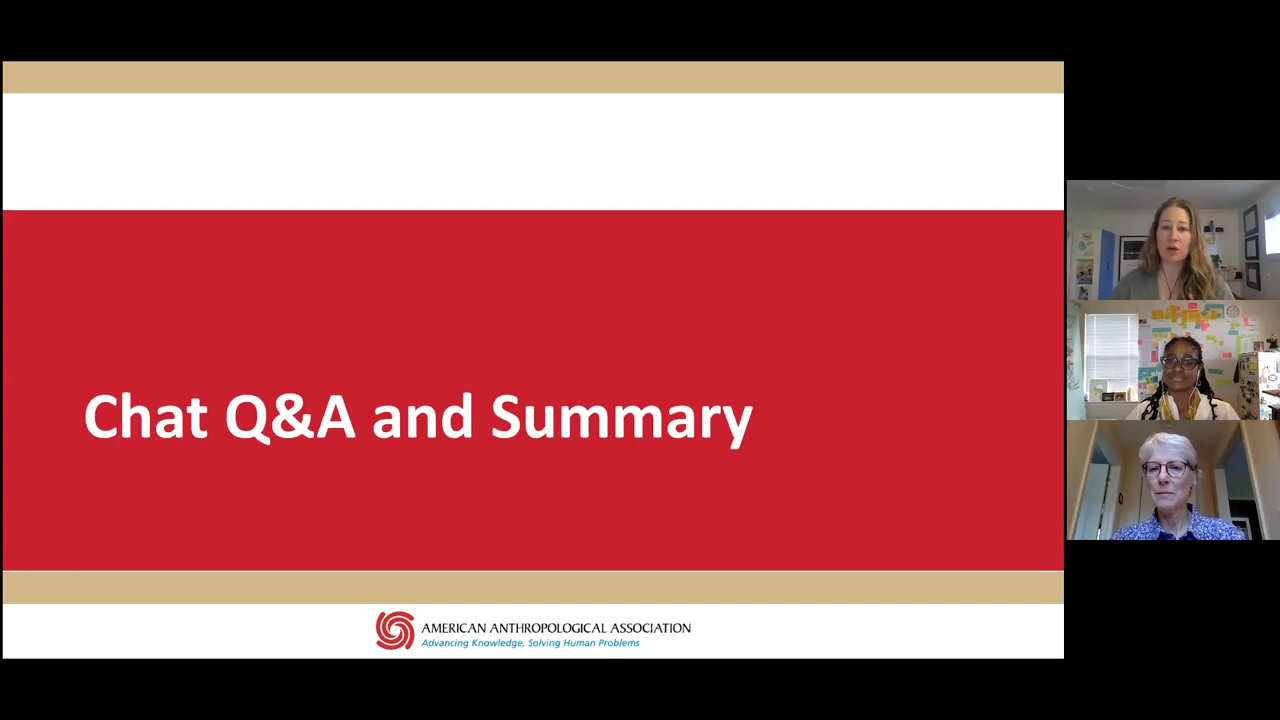 Chat Q&A and Summary
AMERICAN ANTHROPOLOGICAL ASSOCIATION
Advancing Knowledge, Solving Human Problems